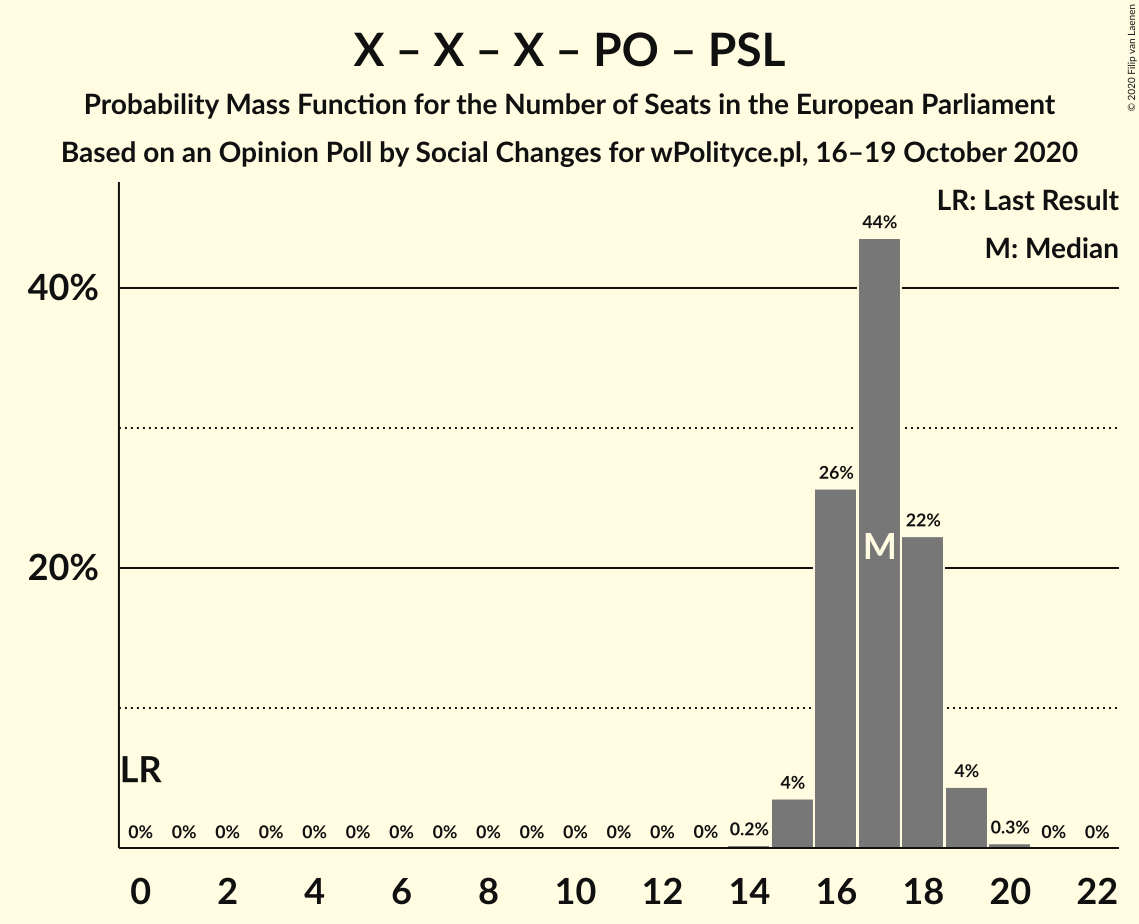 X – X – X – PO – PSL
Probability Mass Function for the Number of Seats in the European Parliament
Based on an Opinion Poll by Social Changes for wPolityce.pl, 16–19 October 2020
© 2020 Filip van Laenen
LR: Last Result
M: Median
44%
40%
26%
22%
M
20%
LR
4%
4%
0% 0% 0% 0% 0% 0% 0% 0% 0% 0% 0% 0% 0% 0% 0.2% 0.3% 0% 0%
0 2 4 6 8 10 12 14 16 18 20 22